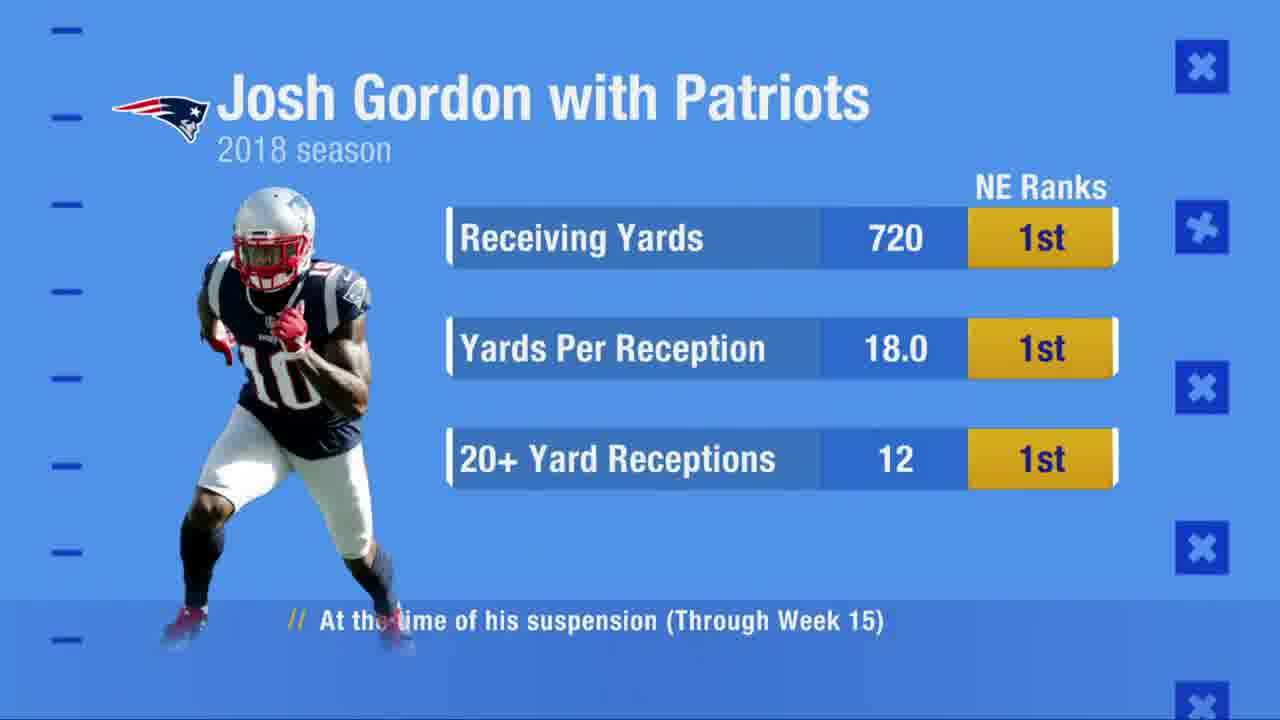 Josh Gordon with Patriots
2018 season
NE Ranks
Receiving Yards 720 1st
Yards Per Reception 18.0 1st
20+ Yard Receptions 12 1st
10
// At the time of his suspension (Through Week 15)